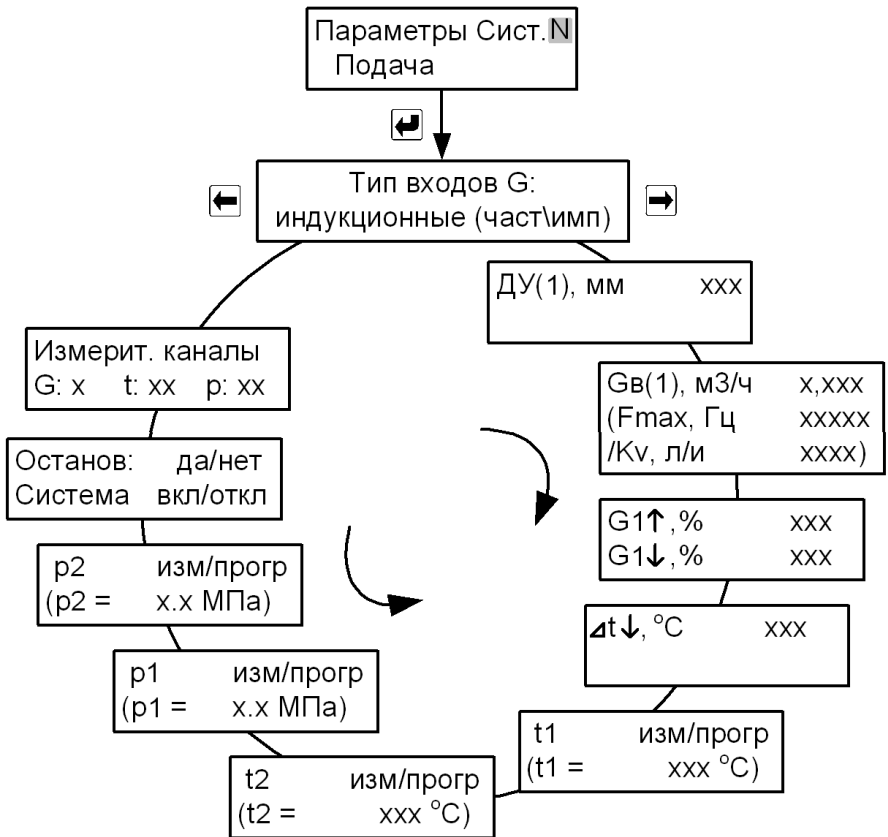 Параметры Сист.N
Подача
Тип входов G:
индукционные (част\имп)
ДУ(1), мм xxx
Gв(1), м3/ч x,xxx
(Fmax, Гц xxxxx
/Kv, л/и xxxx)
G1↑,% xxx
G1↓,% xxx
⊿t↓, °C xxx
t1 изм/прогр
(t1 = xxx °C)
t2 изм/прогр
(t2 = xxx °C)
p1 изм/прогр
(p1 = x.x МПа)
p2 изм/прогр
(p2 = x.x МПа)
Останов: да/нет
Система вкл/откл
Измерит. каналы
G: x t: xx p: xx